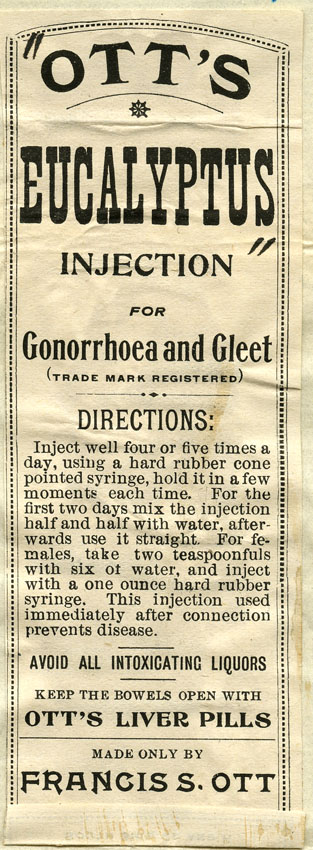 "OTT'S
EUCALYPTUS
INJECTION"
FOR
Gonorrhoea and Gleet
(TRADE MARK REGISTERED)
DIRECTIONS:
Inject well four or five times a
day, using a hard rubber cone
pointed syringe, hold it in a few
moments each time. For the
first two days mix the injection
half and half with water, after-
wards use it straight. For fe-
males, take two teaspoonfuls
with six of water, and inject
with a one ounce hard rubber
syringe. This injection used
immediately after connection
prevents disease.
AVOID ALL INTOXICATING LIQUORS
KEEP THE BOWELS OPEN WITH
OTT'S LIVER PILLS
MADE ONLY BY
FRANCIS S. OTT